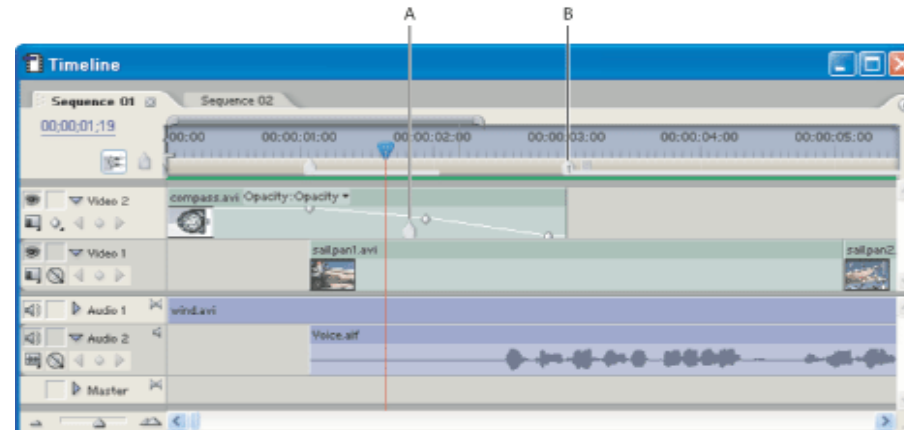 A B
Timeline
Sequence 01 Sequence 02
00;00;01;19
;00:00 00:00:01:00 00:00:02:00 00:00:03:00 00:00:04:00 00:00:05:00
Video 2
compass.avi Opacity:Opacity
Video 1
sailpan1.avi sailpan2.
Audio 1
wind.avi
Audio 2
Voice.aif
Master